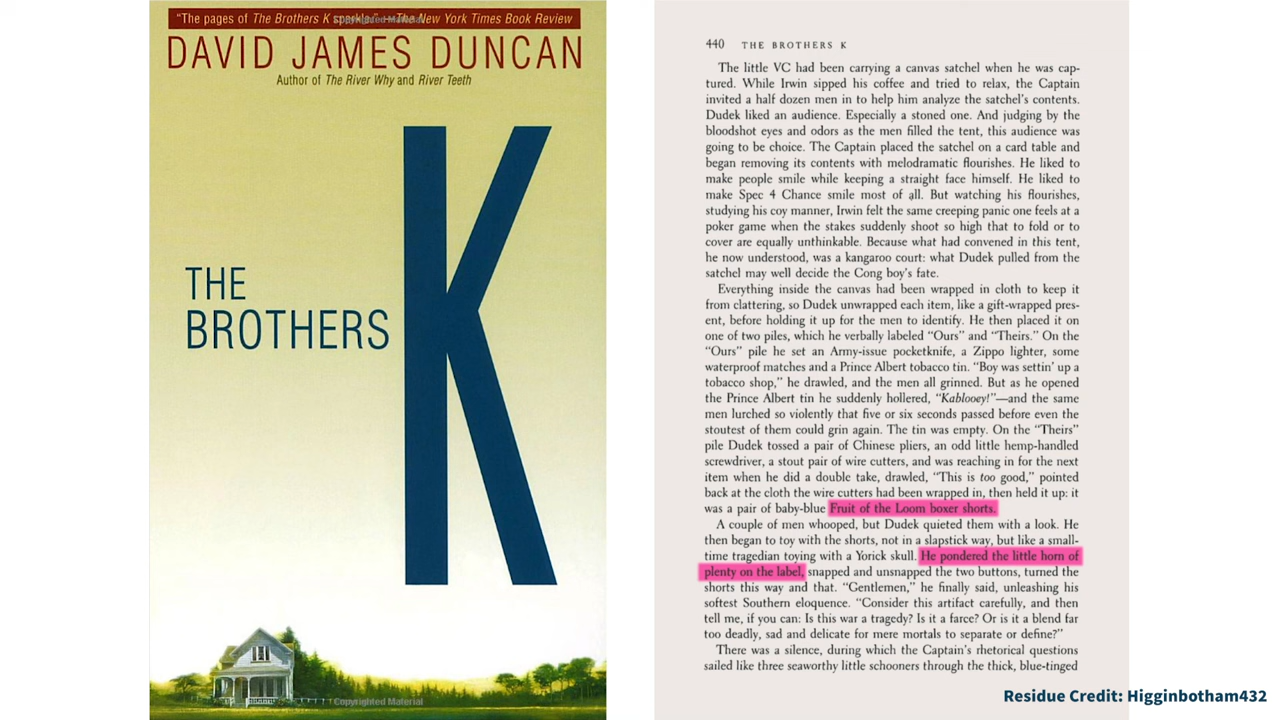 "The pages of The Brothers K sparkle."—The New York Times Book Review
DAVID JAMES DUNCAN
Author of The River Why and River Teeth
THE
BROTHERS
K
Copyrighted Material
440 THE BROTHERS K
The little VC had been carrying a canvas satchel when he was cap-
tured. While Irwin sipped his coffee and tried to relax, the Captain
invited a half dozen men in to help him analyze the satchel's contents.
Dudek liked an audience. Especially a stoned one. And judging by the
bloodshot eyes and odors as the men filled the tent, this audience was
going to be choice. The Captain placed the satchel on a card table and
began removing its contents with melodramatic flourishes. He liked to
make people smile while keeping a straight face himself. He liked to
make Spec 4 Chance smile most of all. But watching his flourishes,
studying his coy manner, Irwin felt the same creeping panic one feels at a
poker game when the stakes suddenly shoot so high that to fold or to
cover are equally unthinkable. Because what had convened in this tent,
he now understood, was a kangaroo court: what Dudek pulled from the
satchel may well decide the Cong boy's fate.
Everything inside the canvas had been wrapped in cloth to keep it
from clattering, so Dudek unwrapped each item, like a gift-wrapped pres-
ent, before holding it up for the men to identify. He then placed it on
one of two piles, which he verbally labeled "Ours" and "Theirs." On the
"Ours" pile he set an Army-issue pocketknife, a Zippo lighter, some
waterproof matches and a Prince Albert tobacco tin. "Boy was settin' up a
tobacco shop," he drawled, and the men all grinned. But as he opened
the Prince Albert tin he suddenly hollered, "Kablooey!"—and the same
men lurched so violently that five or six seconds passed before even the
stoutest of them could grin again. The tin was empty. On the "Theirs"
pile Dudek tossed a pair of Chinese pliers, an odd little hemp-handled
screwdriver, a stout pair of wire cutters, and was reaching in for the next
item when he did a double take, drawled, "This is too good," pointed
back at the cloth the wire cutters had been wrapped in, then held it up: it
was a pair of baby-blue Fruit of the Loom boxer shorts.
A couple of men whooped, but Dudek quieted them with a look. He
then began to toy with the shorts, not in a slapstick way, but like a small-
time tragedian toying with a Yorick skull. He pondered the little horn of
plenty on the label, snapped and unsnapped the two buttons, turned the
shorts this way and that. "Gentlemen," he finally said, unleashing his
softest Southern eloquence. "Consider this artifact carefully, and then
tell me, if you can: Is this war a tragedy? Is it a farce? Or is it a blend far
too deadly, sad and delicate for mere mortals to separate or define?"
There was a silence, during which the Captain's rhetorical questions
sailed like three seaworthy little schooners through the thick, blue-tinged
Residue Credit: Higginbotham432